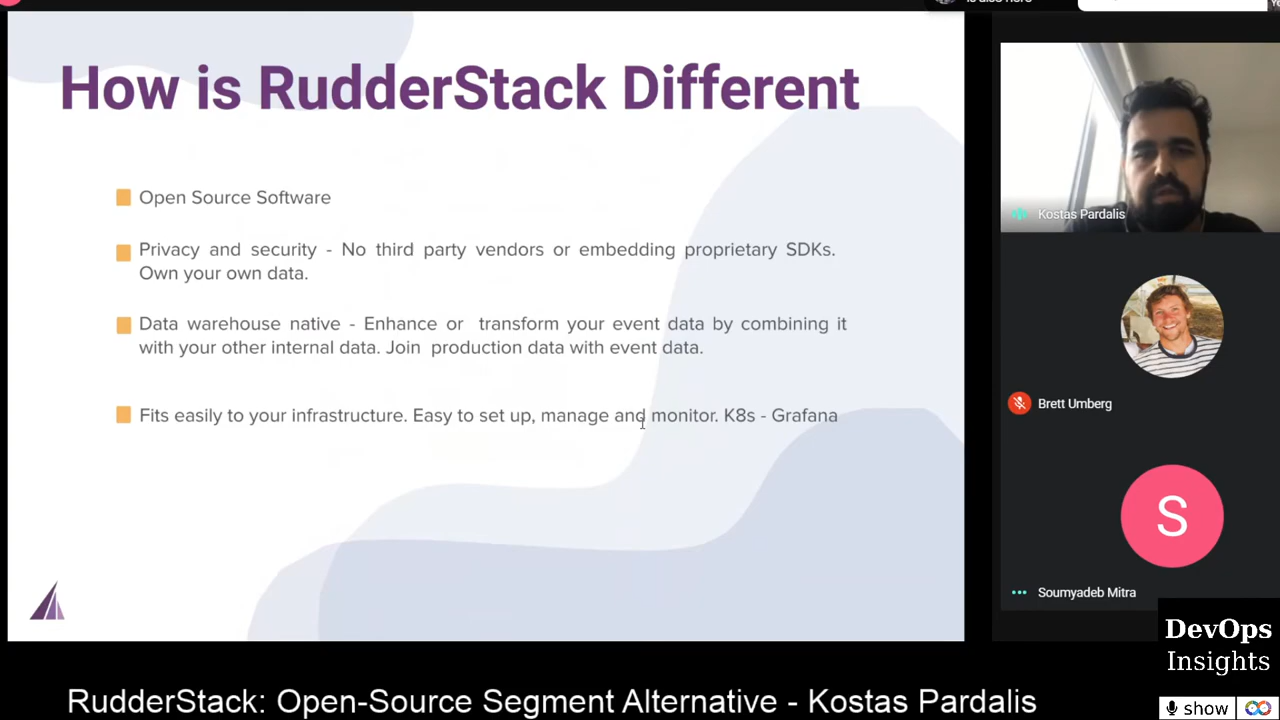 How is RudderStack Different
Open Source Software
Privacy and security - No third party vendors or embedding proprietary SDKs.
Own your own data.
Data warehouse native - Enhance or transform your event data by combining it
with your other internal data. Join production data with event data.
Fits easily to your infrastructure. Easy to set up, manage and monitor. K8s - Grafana
Kostas Pardalis
Brett Umberg
S
Soumyadeb Mitra
DevOps
Insights
show
RudderStack: Open-Source Segment Alternative - Kostas Pardalis